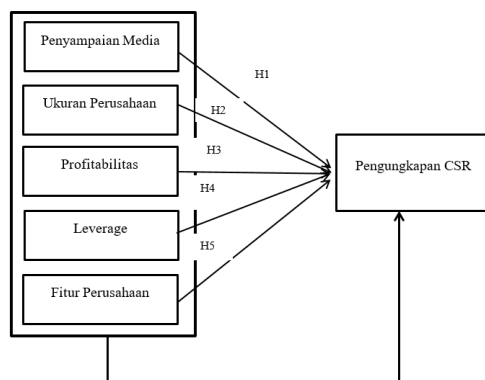 Penyampaian Media
H1
Ukuran Perusahaan
H2
H3
Profitabilitas
Pengungkapan CSR
H4
Leverage
H5
Fitur Perusahaan